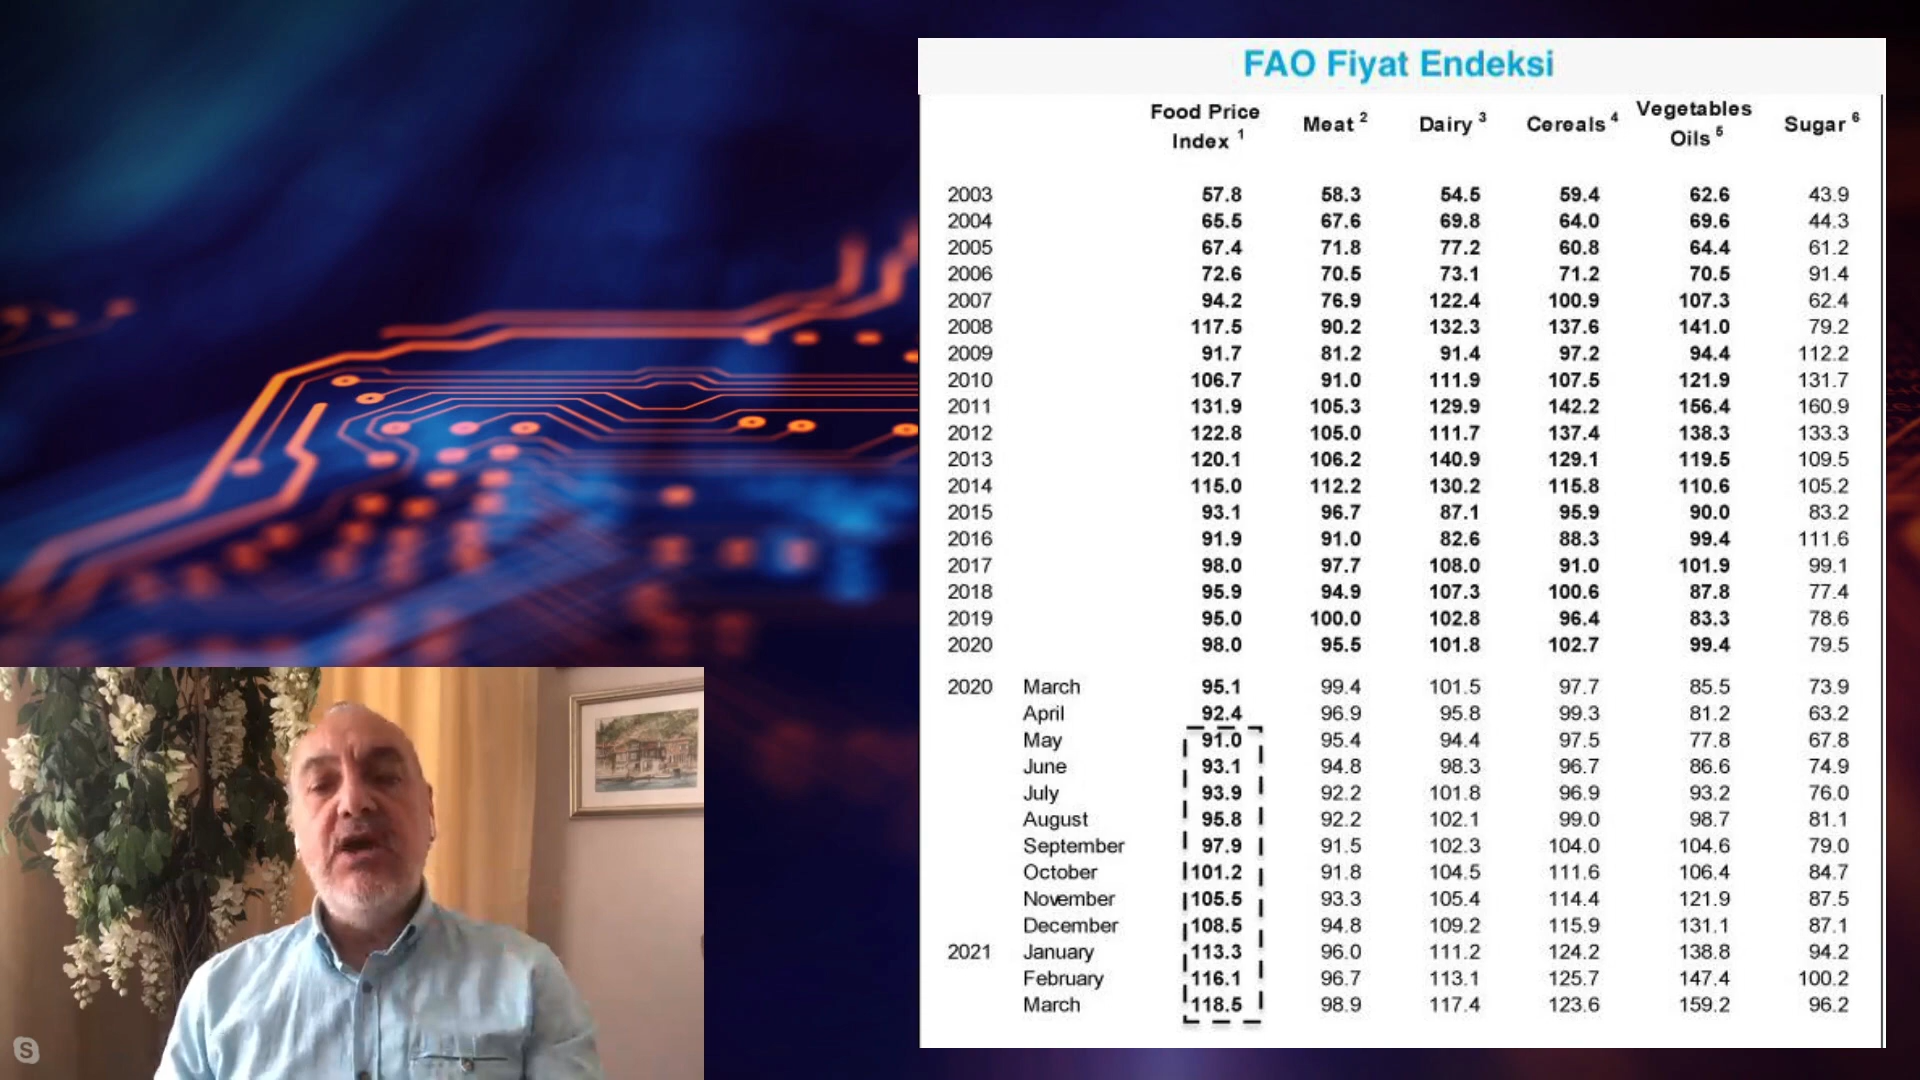 FAO Fiyat Endeksi
Food Price Index 1 Meat 2 Dairy 3 Cereals 4 Vegetables Oils 5 Sugar 6
2003 57.8 58.3 54.5 59.4 62.6 43.9
2004 65.5 67.6 69.8 64.0 69.6 44.3
2005 67.4 71.8 77.2 60.8 64.4 61.2
2006 72.6 70.5 73.1 71.2 70.5 91.4
2007 94.2 76.9 122.4 100.9 107.3 62.4
2008 117.5 90.2 132.3 137.6 141.0 79.2
2009 91.7 81.2 91.4 97.2 94.4 112.2
2010 106.7 91.0 111.9 107.5 121.9 131.7
2011 131.9 105.3 129.9 142.2 156.4 160.9
2012 122.8 105.0 111.7 137.4 138.3 133.3
2013 120.1 106.2 140.9 129.1 119.5 109.5
2014 115.0 112.2 130.2 115.8 110.6 105.2
2015 93.1 96.7 87.1 95.9 90.0 83.2
2016 91.9 91.0 82.6 88.3 99.4 111.6
2017 98.0 97.7 108.0 91.0 101.9 99.1
2018 95.9 94.9 107.3 100.6 87.8 77.4
2019 95.0 100.0 102.8 96.4 83.3 78.6
2020 98.0 95.5 101.8 102.7 99.4 79.5
2020 March 95.1 99.4 101.5 97.7 85.5 73.9
April 92.4 96.9 95.8 99.3 81.2 63.2
May 91.0 95.4 94.4 97.5 77.8 67.8
June 93.1 94.8 98.3 96.7 86.6 74.9
July 93.9 92.2 101.8 96.9 93.2 76.0
August 95.8 92.2 102.1 99.0 98.7 81.1
September 97.9 91.5 102.3 104.0 104.6 79.0
October 101.2 91.8 104.5 111.6 106.4 84.7
November 105.5 93.3 105.4 114.4 121.9 87.5
December 108.5 94.8 109.2 115.9 131.1 87.1
2021 January 113.3 96.0 111.2 124.2 138.8 94.2
February 116.1 96.7 113.1 125.7 147.4 100.2
March 118.5 98.9 117.4 123.6 159.2 96.2
S